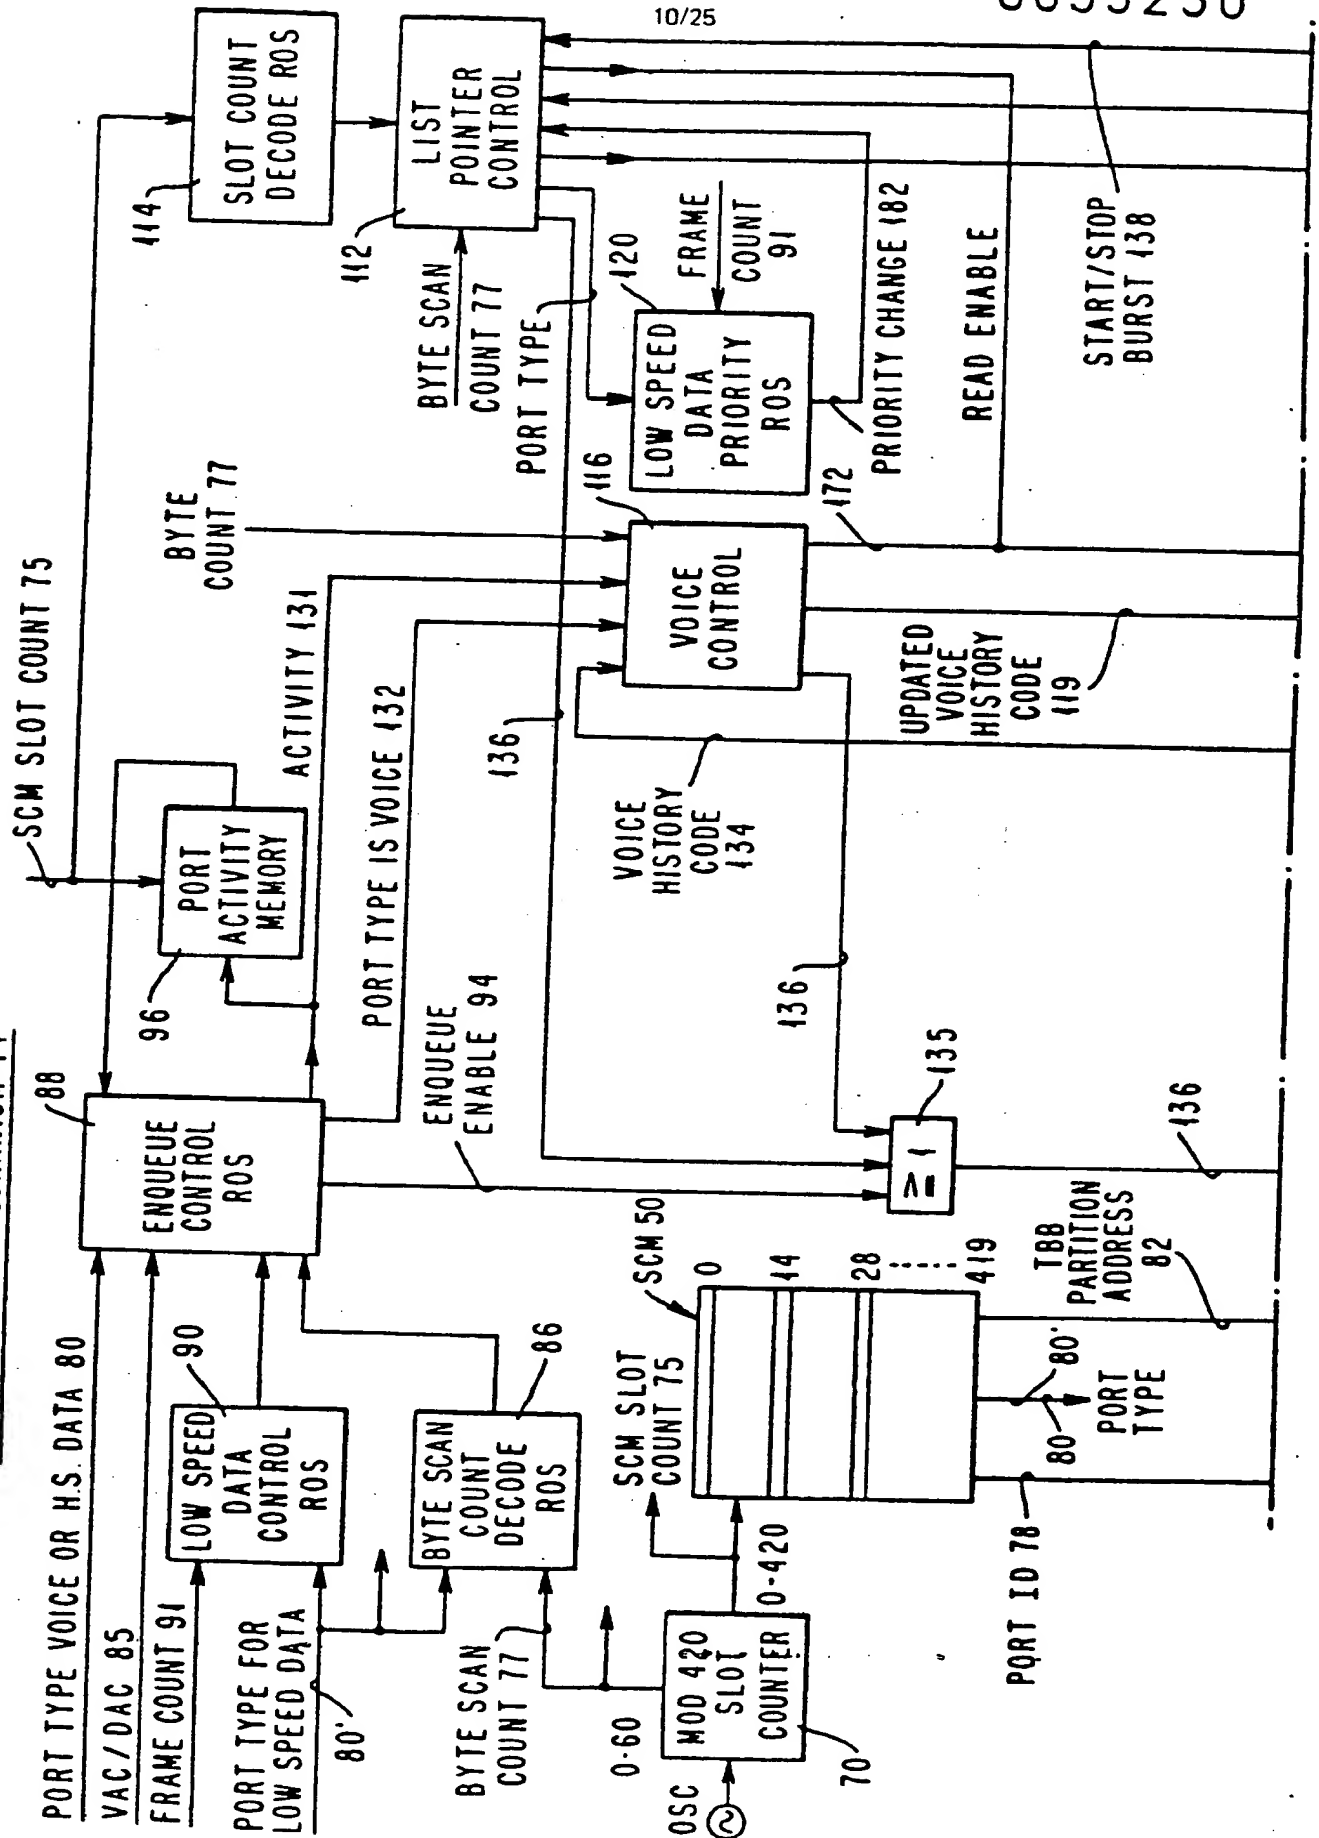 10/25
SCM SLOT COUNT 75
114
SLOT COUNT
DECODE ROS
112
LIST
POINTER
CONTROL
BYTE SCAN
COUNT 77
PORT TYPE
120
LOW SPEED
DATA
PRIORITY
ROS
FRAME
COUNT
91
PRIORITY CHANGE 182
READ ENABLE
START/STOP
BURST 138
BYTE
COUNT 77
116
VOICE
CONTROL
172
UPDATED
VOICE
HISTORY
CODE
119
VOICE
HISTORY
CODE
134
ACTIVITY 131
PORT TYPE IS VOICE 132
136
136
PORT
ACTIVITY
MEMORY
96
88
ENQUEUE
CONTROL
ROS
ENQUEUE
ENABLE 94
≥ 1
135
136
PORT TYPE VOICE OR H.S. DATA 80
VAC/DAC 85
FRAME COUNT 91
PORT TYPE FOR
LOW SPEED DATA
80'
90
LOW SPEED
DATA
CONTROL
ROS
86
BYTE SCAN
COUNT
DECODE
ROS
BYTE SCAN
COUNT 77
0-60
OSC
MOD 420
SLOT
COUNTER
70
0-420
SCM SLOT
COUNT 75
SCM 50
0
14
28
419
PORT ID 78
80
80'
PORT
TYPE
TBB
PARTITION
ADDRESS
82